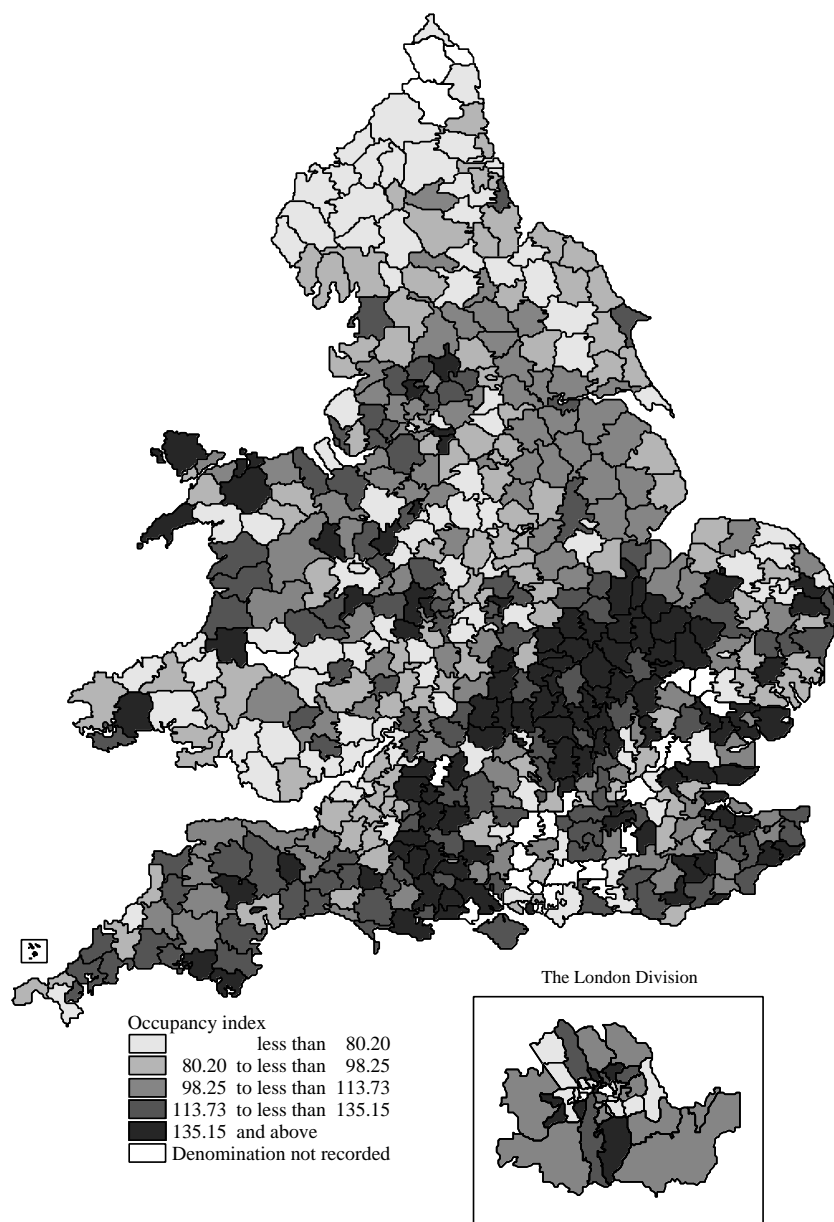 The London Division
Occupancy index
less than 80.20
80.20 to less than 98.25
98.25 to less than 113.73
113.73 to less than 135.15
135.15 and above
Denomination not recorded